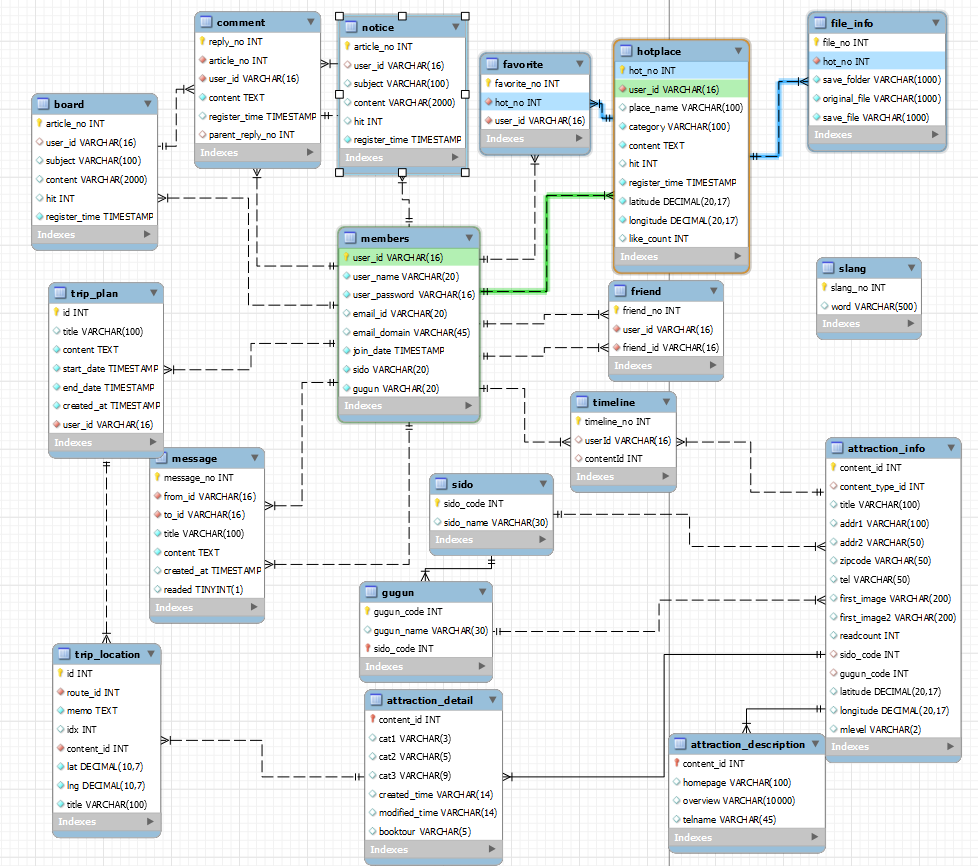 comment
reply_no INT
article_no INT
user_id VARCHAR(16)
content TEXT
register_time TIMESTAMP
parent_reply_no INT
Indexes
notice
article_no INT
user_id VARCHAR(16)
subject VARCHAR(100)
content VARCHAR(2000)
hit INT
register_time TIMESTAMP
Indexes
favorite
favorite_no INT
hot_no INT
user_id VARCHAR(16)
Indexes
hotplace
hot_no INT
user_id VARCHAR(16)
place_name VARCHAR(100)
category VARCHAR(100)
content TEXT
hit INT
register_time TIMESTAMP
latitude DECIMAL(20,17)
longitude DECIMAL(20,17)
like_count INT
Indexes
file_info
file_no INT
hot_no INT
save_folder VARCHAR(1000)
original_file VARCHAR(1000)
save_file VARCHAR(1000)
Indexes
board
article_no INT
user_id VARCHAR(16)
subject VARCHAR(100)
content VARCHAR(2000)
hit INT
register_time TIMESTAMP
Indexes
members
user_id VARCHAR(16)
user_name VARCHAR(20)
user_password VARCHAR(16)
email_id VARCHAR(20)
email_domain VARCHAR(45)
join_date TIMESTAMP
sido VARCHAR(20)
gugun VARCHAR(20)
Indexes
slang
slang_no INT
word VARCHAR(500)
Indexes
trip_plan
id INT
title VARCHAR(100)
content TEXT
start_date TIMESTAMP
end_date TIMESTAMP
created_at TIMESTAMP
user_id VARCHAR(16)
Indexes
friend
friend_no INT
user_id VARCHAR(16)
friend_id VARCHAR(16)
Indexes
timeline
timeline_no INT
userId VARCHAR(16)
contentId INT
Indexes
message
message_no INT
from_id VARCHAR(16)
to_id VARCHAR(16)
title VARCHAR(100)
content TEXT
created_at TIMESTAMP
readed TINYINT(1)
Indexes
sido
sido_code INT
sido_name VARCHAR(30)
Indexes
attraction_info
content_id INT
content_type_id INT
title VARCHAR(100)
addr1 VARCHAR(100)
addr2 VARCHAR(50)
zipcode VARCHAR(50)
tel VARCHAR(50)
first_image VARCHAR(200)
first_image2 VARCHAR(200)
readcount INT
sido_code INT
gugun_code INT
latitude DECIMAL(20,17)
longitude DECIMAL(20,17)
mlevel VARCHAR(2)
Indexes
gugun
gugun_code INT
gugun_name VARCHAR(30)
sido_code INT
Indexes
trip_location
id INT
route_id INT
memo TEXT
idx INT
content_id INT
lat DECIMAL(10,7)
lng DECIMAL(10,7)
title VARCHAR(100)
Indexes
attraction_detail
content_id INT
cat1 VARCHAR(3)
cat2 VARCHAR(5)
cat3 VARCHAR(9)
created_time VARCHAR(14)
modified_time VARCHAR(14)
booktour VARCHAR(5)
Indexes
attraction_description
content_id INT
homepage VARCHAR(100)
overview VARCHAR(10000)
telname VARCHAR(45)
Indexes